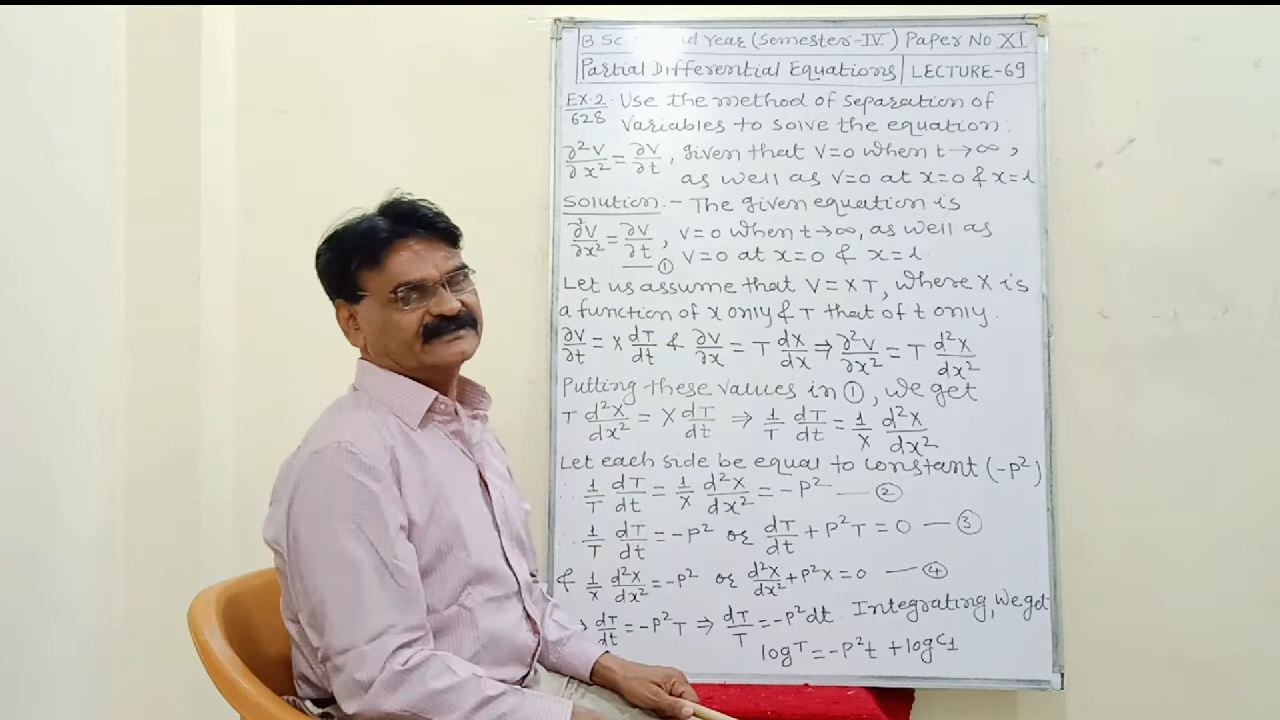 B Sc Year (Semester-IV) Paper No XI
Partial Differential Equations LECTURE-69
EX.2/628 Use the method of separation of
variables to solve the equation:
∂²V/∂x² = ∂V/∂t, given that V=0 when t→∞,
as well as V=0 at x=0 & x=l
Solution:- The given equation is
∂²V/∂x² = ∂V/∂t, V=0 when t→∞, as well as
—① V=0 at x=0 & x=l
Let us assume that V=XT, where X is
a function of x only & T that of t only.
∂V/∂t = X dT/dt & ∂V/∂x = T dX/dx ⇒ ∂²V/∂x² = T d²X/dx²
Putting these values in ①, we get
T d²X/dx² = X dT/dt ⇒ 1/T dT/dt = 1/X d²X/dx²
Let each side be equal to constant (-P²)
∴ 1/T dT/dt = 1/X d²X/dx² = -P² —②
∴ 1/T dT/dt = -P² or dT/dt + P²T = 0 —③
& 1/X d²X/dx² = -P² or d²X/dx² + P²X = 0 —④
⇒ dT/dt = -P²T ⇒ dT/T = -P²dt. Integrating, we get
log T = -P²t + log C₁